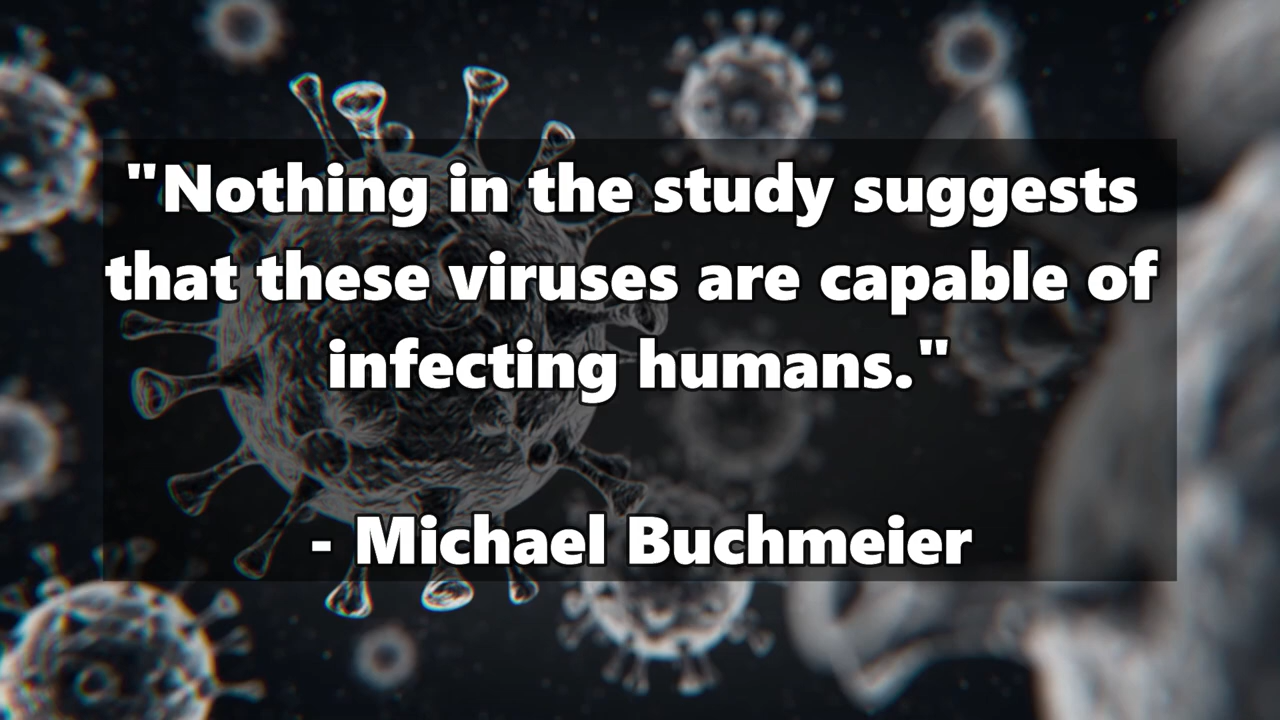 "Nothing in the study suggests
that these viruses are capable of
infecting humans."
- Michael Buchmeier